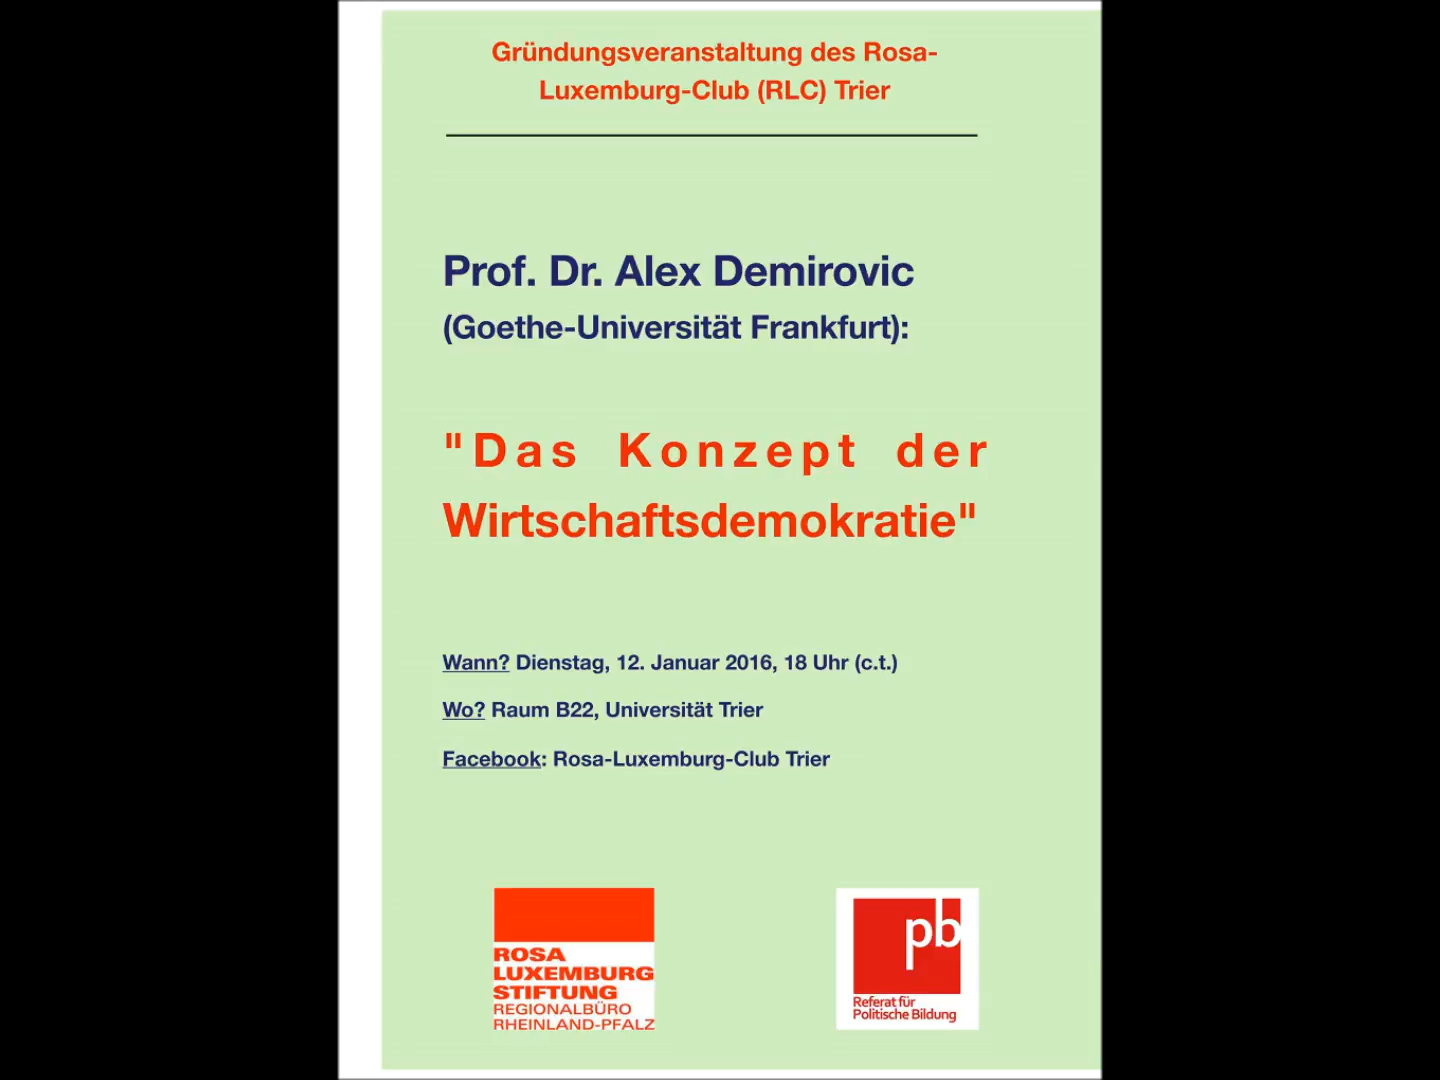 Gründungsveranstaltung des Rosa-
Luxemburg-Club (RLC) Trier
Prof. Dr. Alex Demirovic
(Goethe-Universität Frankfurt):
"Das Konzept der
Wirtschaftsdemokratie"
Wann? Dienstag, 12. Januar 2016, 18 Uhr (c.t.)
Wo? Raum B22, Universität Trier
Facebook: Rosa-Luxemburg-Club Trier
ROSA
LUXEMBURG
STIFTUNG
REGIONALBÜRO
RHEINLAND-PFALZ
pb
Referat für
Politische Bildung